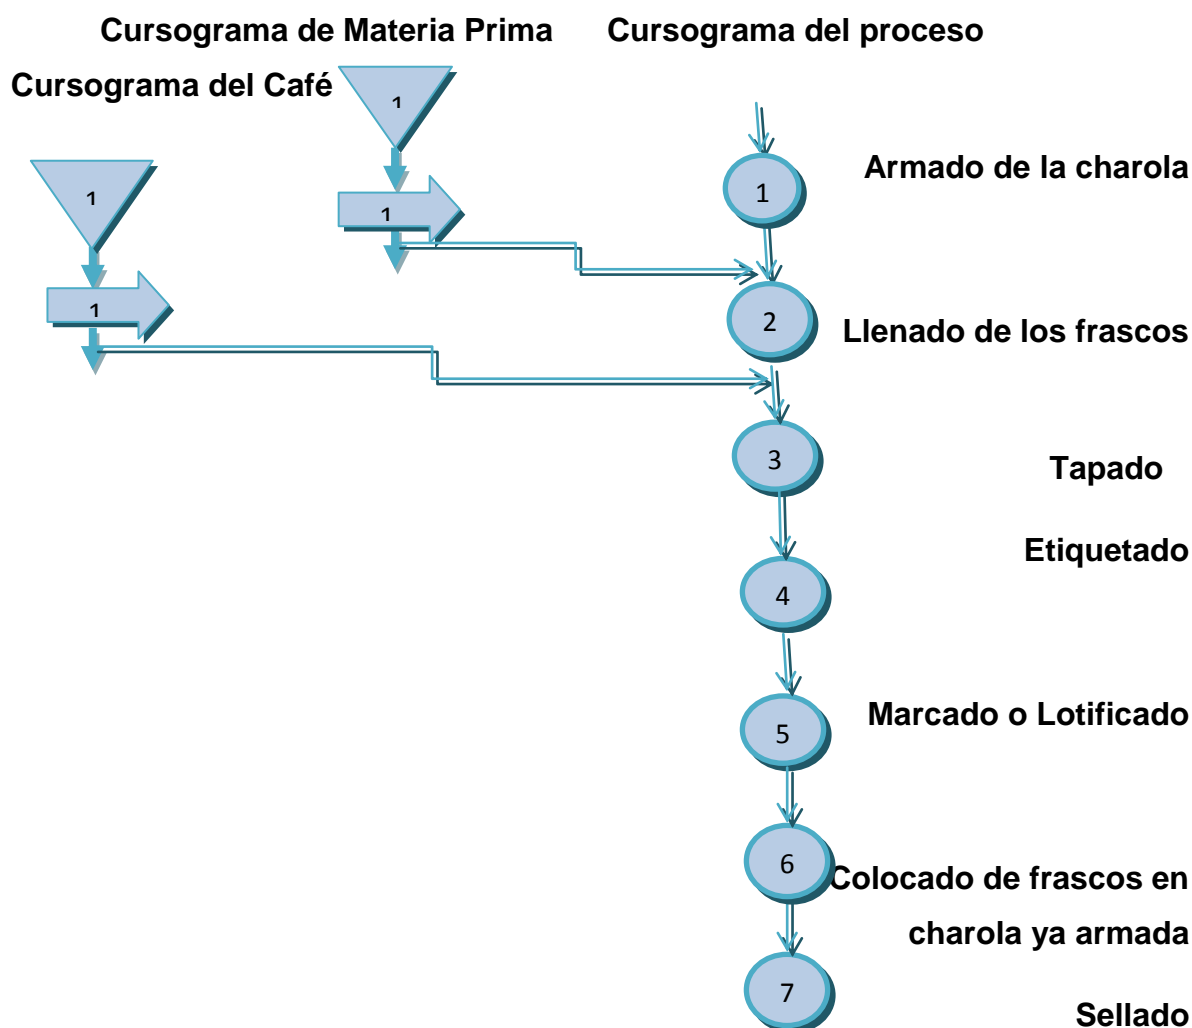 Cursograma de Materia Prima Cursograma del proceso
Cursograma del Café
1
1
1
1
1
Armado de la charola
2
Llenado de los frascos
3
Tapado
Etiquetado
4
5
Marcado o Lotificado
6
Colocado de frascos en
charola ya armada
7
Sellado